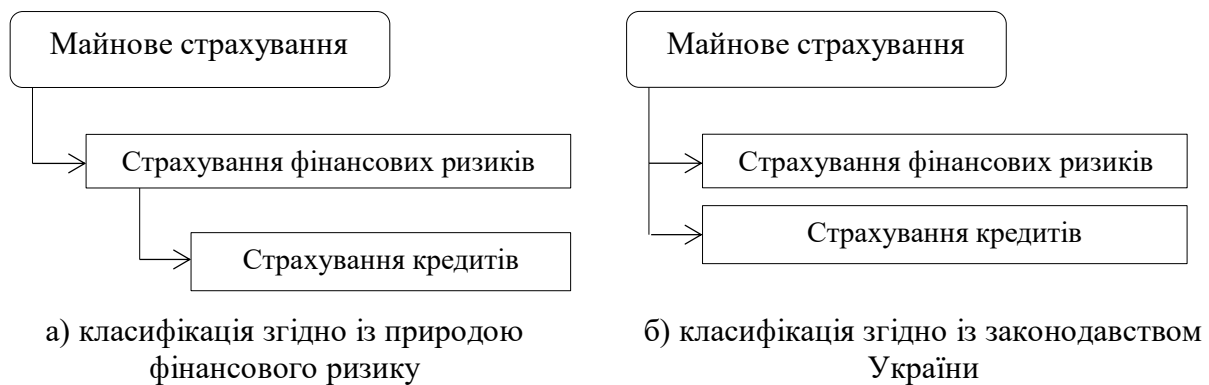 Майнове страхування
Страхування фінансових ризиків
Страхування кредитів
а) класифікація згідно із природою
фінансового ризику
Майнове страхування
Страхування фінансових ризиків
Страхування кредитів
б) класифікація згідно із законодавством
України